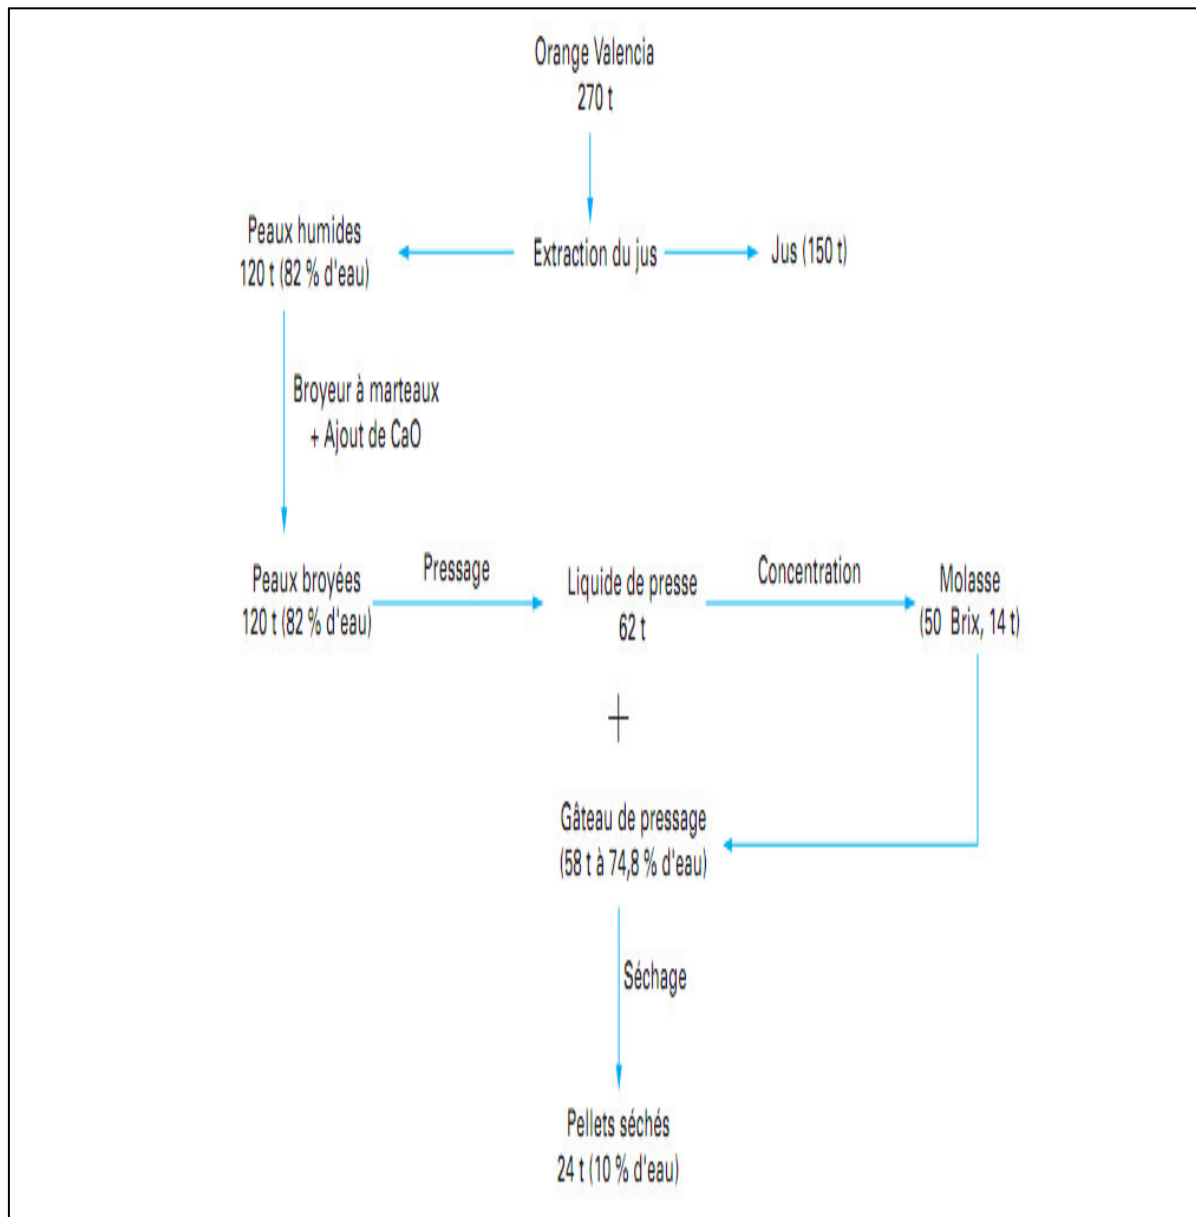 Orange Valencia
270 t
Peaux humides
120 t (82 % d'eau)
Extraction du jus
Jus (150 t)
Broyeur à marteaux
+ Ajout de CaO
Peaux broyées
120 t (82 % d'eau)
Pressage
Liquide de presse
62 t
Concentration
Molasse
(50 Brix, 14 t)
+
Gâteau de pressage
(58 t à 74,8 % d'eau)
Séchage
Pellets séchés
24 t (10 % d'eau)